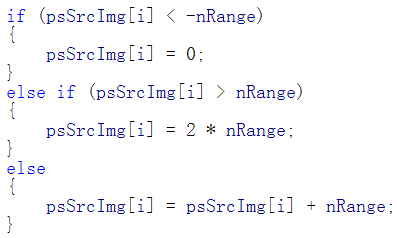 if (psSrcImg[i] < -nRange)
{
    psSrcImg[i] = 0;
}
else if (psSrcImg[i] > nRange)
{
    psSrcImg[i] = 2 * nRange;
}
else
{
    psSrcImg[i] = psSrcImg[i] + nRange;
}